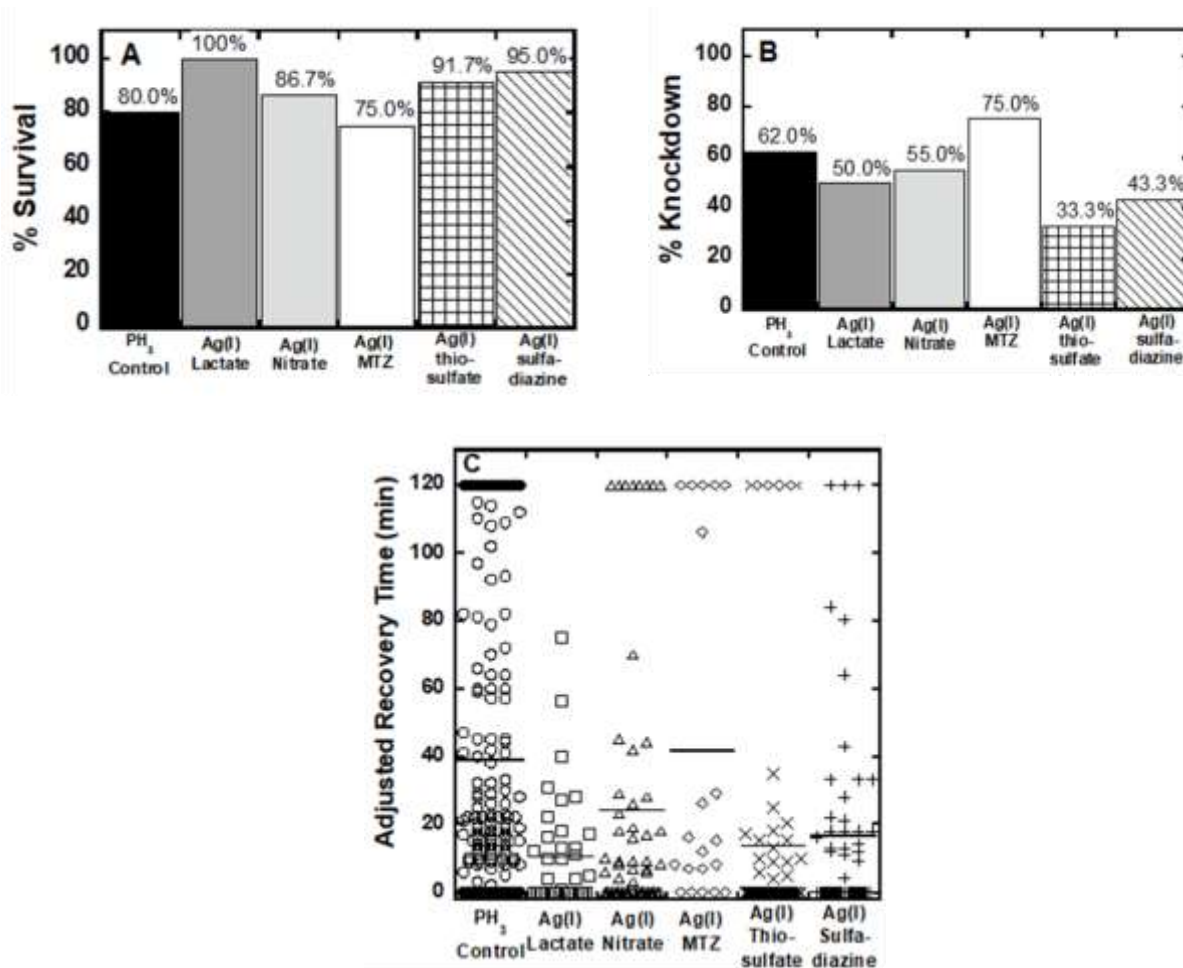 A
% Survival
100
80
60
40
20
0
80.0%
100%
86.7%
75.0%
91.7%
95.0%
PH3
Control
Ag(I)
Lactate
Ag(I)
Nitrate
Ag(I)
MTZ
Ag(I)
thio-
sulfate
Ag(I)
sulfa-
diazine
B
% Knockdown
100
80
60
40
20
0
62.0%
50.0%
55.0%
75.0%
33.3%
43.3%
PH3
Control
Ag(I)
Lactate
Ag(I)
Nitrate
Ag(I)
MTZ
Ag(I)
thio-
sulfate
Ag(I)
sulfa-
diazine
C
Adjusted Recovery Time (min)
120
100
80
60
40
20
0
PH3
Control
Ag(I)
Lactate
Ag(I)
Nitrate
Ag(I)
MTZ
Ag(I)
Thio-
sulfate
Ag(I)
Sulfa-
diazine